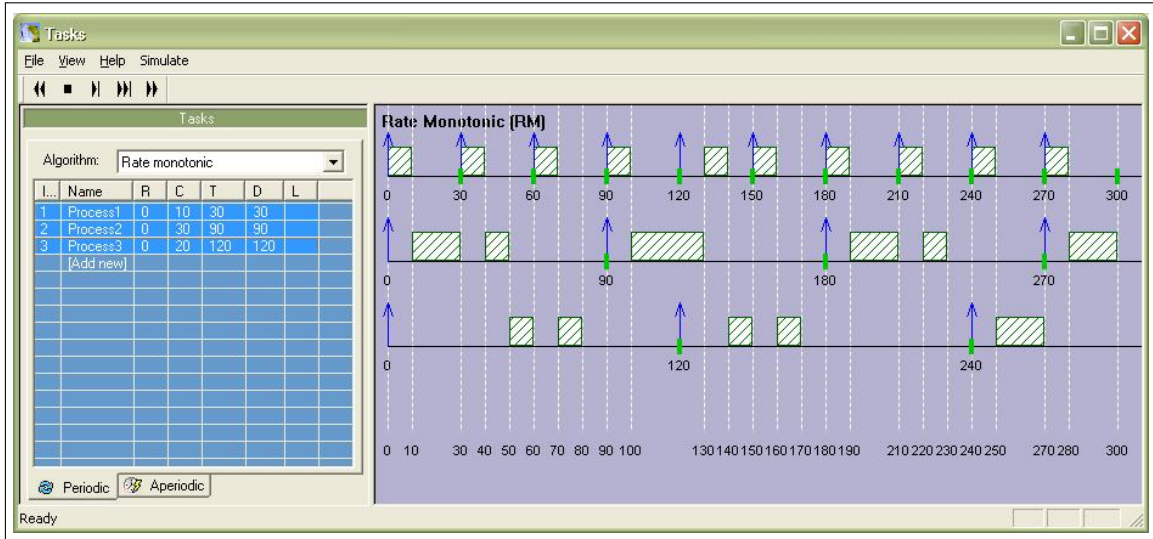 Tasks
File View Help Simulate
Tasks
Algorithm: Rate monotonic
I... Name R C T D L
1 Process1 0 10 30 30
2 Process2 0 30 90 90
3 Process3 0 20 120 120
[Add new]
Periodic Aperiodic
Ready
Rate Monotonic (RM)
0 30 60 90 120 150 180 210 240 270 300
0 90 180 270
0 120 240
0 10 30 40 50 60 70 80 90 100 130 140 150 160 170 180 190 210 220 230 240 250 270 280 300